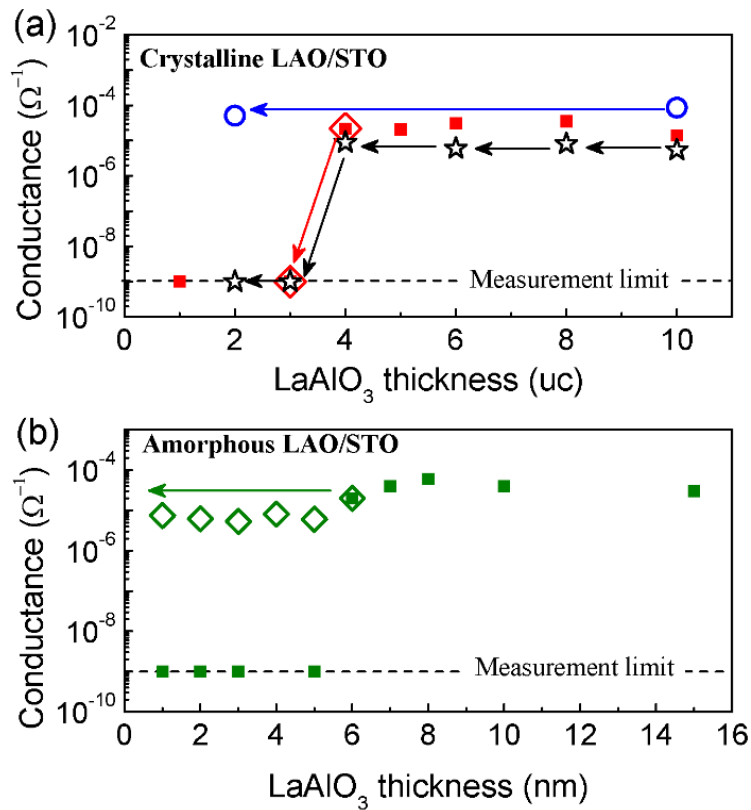 (a)
Crystalline LAO/STO
Conductance (Ω⁻¹)
10⁻²
10⁻⁴
10⁻⁶
10⁻⁸
10⁻¹⁰
Measurement limit
0 2 4 6 8 10
LaAlO₃ thickness (uc)
(b)
Amorphous LAO/STO
Conductance (Ω⁻¹)
10⁻⁴
10⁻⁶
10⁻⁸
10⁻¹⁰
Measurement limit
0 2 4 6 8 10 12 14 16
LaAlO₃ thickness (nm)